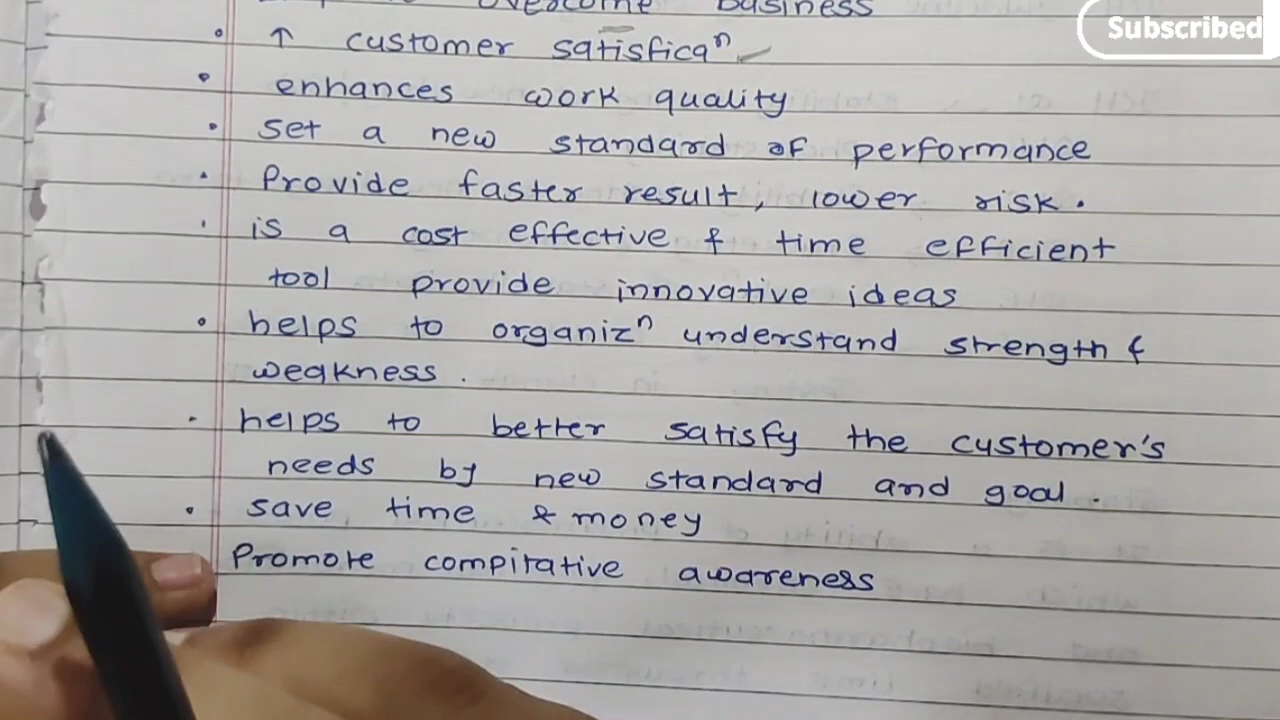 overcome business
Subscribed
• ↑ customer satisficaⁿ
• enhances work quality
• set a new standard of performance
• Provide faster result, lower risk.
• is a cost effective & time efficient
tool provide innovative ideas
• helps to organizⁿ understand strength &
weakness.
• helps to better satisfy the customer's
needs by new standard and goal.
• save time & money
Promote compitative awareness